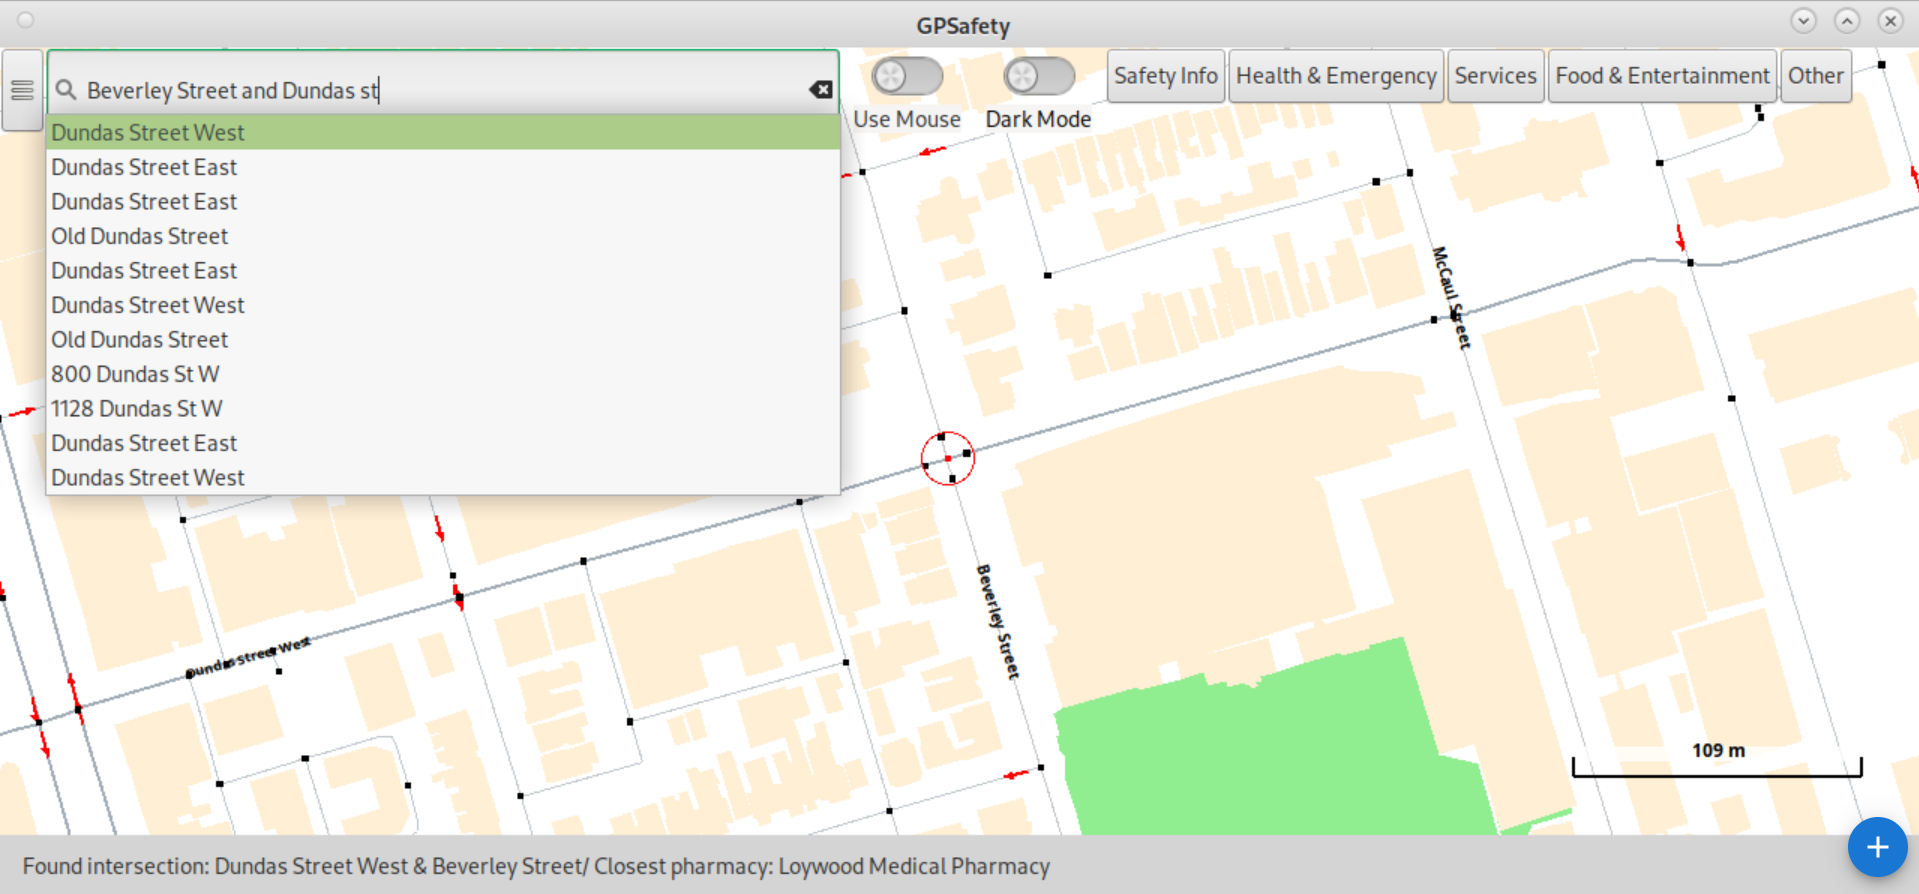 GPSafety
Beverley Street and Dundas st
Use Mouse
Dark Mode
Safety Info
Health & Emergency
Services
Food & Entertainment
Other
Dundas Street West
Dundas Street East
Dundas Street East
Old Dundas Street
Dundas Street East
Dundas Street West
Old Dundas Street
800 Dundas St W
1128 Dundas St W
Dundas Street East
Dundas Street West
McCaul Street
Beverley Street
Dundas street West
109 m
Found intersection: Dundas Street West & Beverley Street/ Closest pharmacy: Loywood Medical Pharmacy